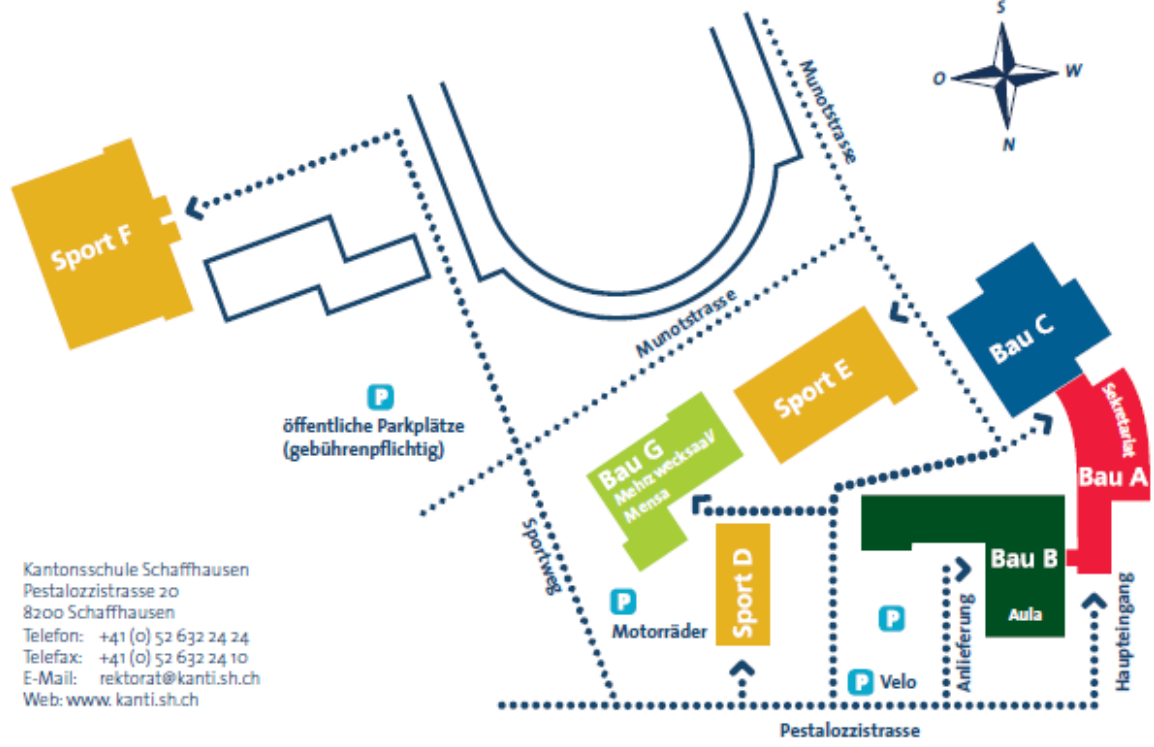 S
O
W
N
Munotstrasse
Sport F
Munotstrasse
Bau C
Sekretariat
Sport E
P
öffentliche Parkplätze
(gebührenpflichtig)
Bau G
Mehrzwecksaal/
Mensa
Bau A
Sportweg
Sport D
Bau B
Aula
P
Motorräder
P
P Velo
Anlieferung
Haupteingang
Pestalozzistrasse
Kantonsschule Schaffhausen
Pestalozzistrasse 20
8200 Schaffhausen
Telefon: +41 (0) 52 632 24 24
Telefax: +41 (0) 52 632 24 10
E-Mail: rektorat@kanti.sh.ch
Web: www. kanti.sh.ch